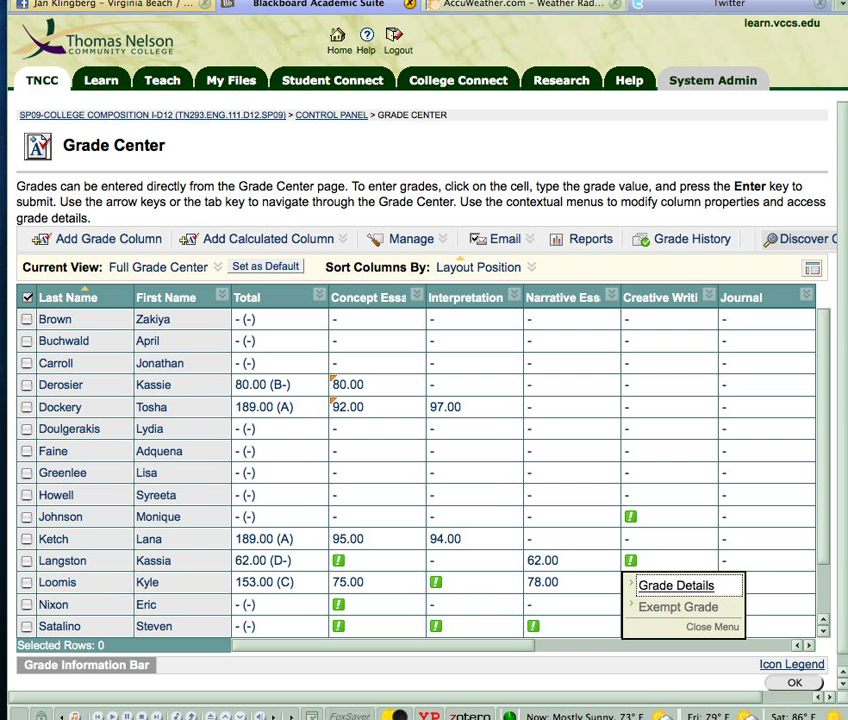 Jan Klingberg – Virginia Beach / ...
Blackboard Academic Suite
AccuWeather.com - Weather Rad...
Twitter
learn.vccs.edu
Thomas Nelson
COMMUNITY COLLEGE
Home Help Logout
TNCC Learn Teach My Files Student Connect College Connect Research Help System Admin
SP09-COLLEGE COMPOSITION I-D12 (TN293.ENG.111.D12.SP09) > CONTROL PANEL > GRADE CENTER
Grade Center
Grades can be entered directly from the Grade Center page. To enter grades, click on the cell, type the grade value, and press the Enter key to
submit. Use the arrow keys or the tab key to navigate through the Grade Center. Use the contextual menus to modify column properties and access
grade details.
Add Grade Column Add Calculated Column Manage Email Reports Grade History Discover C
Current View: Full Grade Center Set as Default Sort Columns By: Layout Position
Last Name First Name Total Concept Essa Interpretation Narrative Ess Creative Writi Journal
Brown Zakiya - (-) - - - - -
Buchwald April - (-) - - - - -
Carroll Jonathan - (-) - - - - -
Derosier Kassie 80.00 (B-) 80.00 - - - -
Dockery Tosha 189.00 (A) 92.00 97.00 - - -
Doulgerakis Lydia - (-) - - - - -
Faine Adquena - (-) - - - - -
Greenlee Lisa - (-) - - - - -
Howell Syreeta - (-) - - - - -
Johnson Monique - (-) - - - ! -
Ketch Lana 189.00 (A) 95.00 94.00 - - -
Langston Kassia 62.00 (D-) ! - 62.00 ! -
Loomis Kyle 153.00 (C) 75.00 ! 78.00
Nixon Eric - (-) ! - -
Satalino Steven - (-) ! ! !
Grade Details
Exempt Grade
Close Menu
Selected Rows: 0
Grade Information Bar
Icon Legend
OK
FoxSaver YP zotero Now: Mostly Sunny, 73° F Fri: 79° F Sat: 86° F